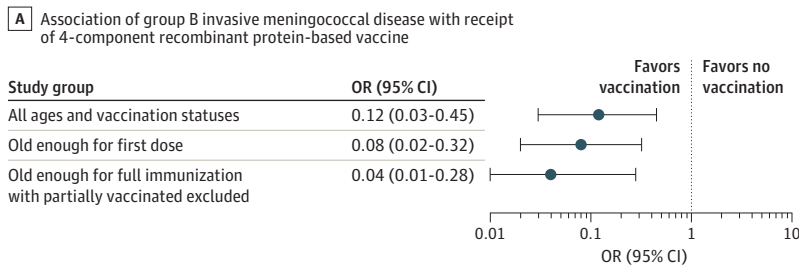 A Association of group B invasive meningococcal disease with receipt
of 4-component recombinant protein-based vaccine
Study group OR (95% CI) Favors vaccination Favors no vaccination
All ages and vaccination statuses 0.12 (0.03-0.45)
Old enough for first dose 0.08 (0.02-0.32)
Old enough for full immunization 0.04 (0.01-0.28)
with partially vaccinated excluded
0.01 0.1 1 10
OR (95% CI)